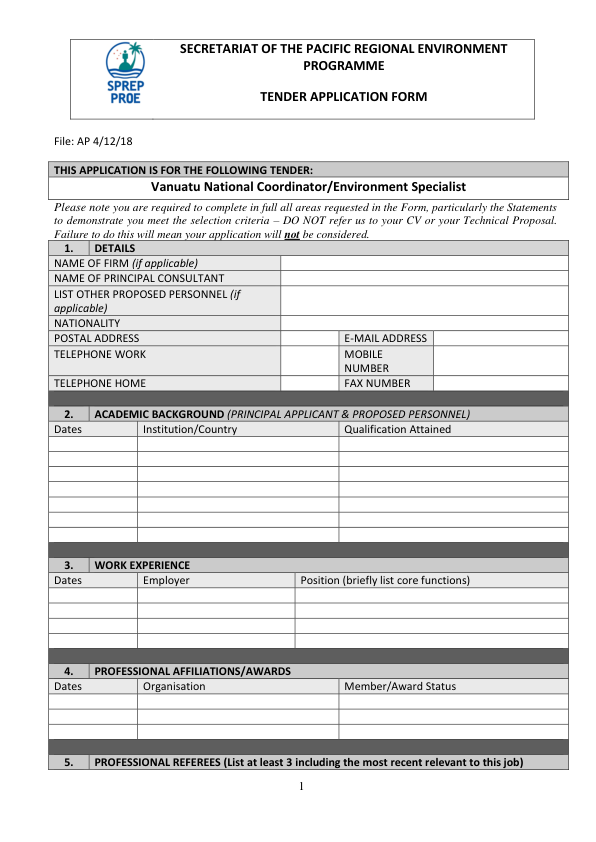 SPREP
PROE
SECRETARIAT OF THE PACIFIC REGIONAL ENVIRONMENT
PROGRAMME
TENDER APPLICATION FORM
File: AP 4/12/18
THIS APPLICATION IS FOR THE FOLLOWING TENDER:
Vanuatu National Coordinator/Environment Specialist
Please note you are required to complete in full all areas requested in the Form, particularly the Statements
to demonstrate you meet the selection criteria – DO NOT refer us to your CV or your Technical Proposal.
Failure to do this will mean your application will not be considered.
1. DETAILS
NAME OF FIRM (if applicable)
NAME OF PRINCIPAL CONSULTANT
LIST OTHER PROPOSED PERSONNEL (if
applicable)
NATIONALITY
POSTAL ADDRESS E-MAIL ADDRESS
TELEPHONE WORK MOBILE
NUMBER
TELEPHONE HOME FAX NUMBER
2. ACADEMIC BACKGROUND (PRINCIPAL APPLICANT & PROPOSED PERSONNEL)
Dates Institution/Country Qualification Attained
3. WORK EXPERIENCE
Dates Employer Position (briefly list core functions)
4. PROFESSIONAL AFFILIATIONS/AWARDS
Dates Organisation Member/Award Status
5. PROFESSIONAL REFEREES (List at least 3 including the most recent relevant to this job)
1